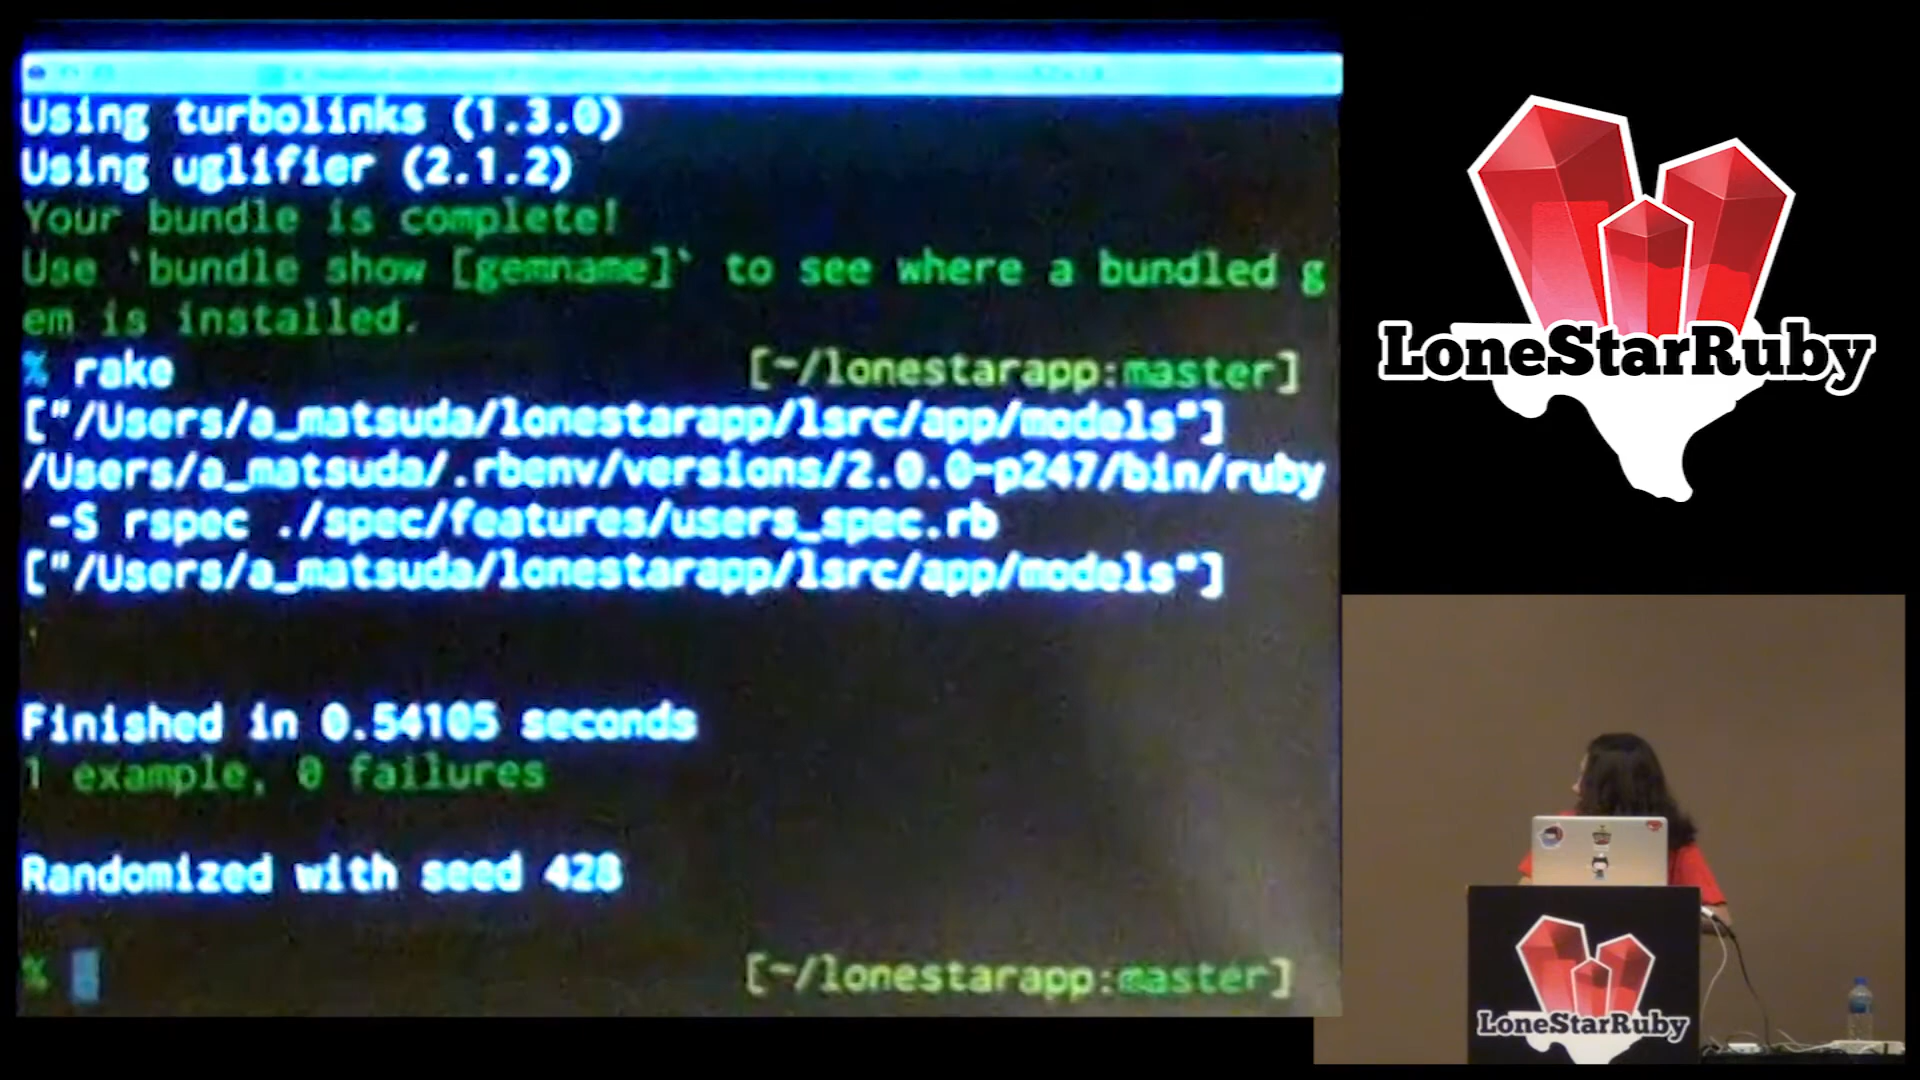 Using turbolinks (1.3.0)
Using uglifier (2.1.2)
Your bundle is complete!
Use `bundle show [gemname]` to see where a bundled g
em is installed.
% rake [~/lonestarapp:master]
["/Users/a_matsuda/lonestarapp/lsrc/app/models"]
/Users/a_matsuda/.rbenv/versions/2.0.0-p247/bin/ruby
-S rspec ./spec/features/users_spec.rb
["/Users/a_matsuda/lonestarapp/lsrc/app/models"]
.
Finished in 0.54105 seconds
1 example, 0 failures
Randomized with seed 428
% [~/lonestarapp:master]
LoneStarRuby
LoneStarRuby